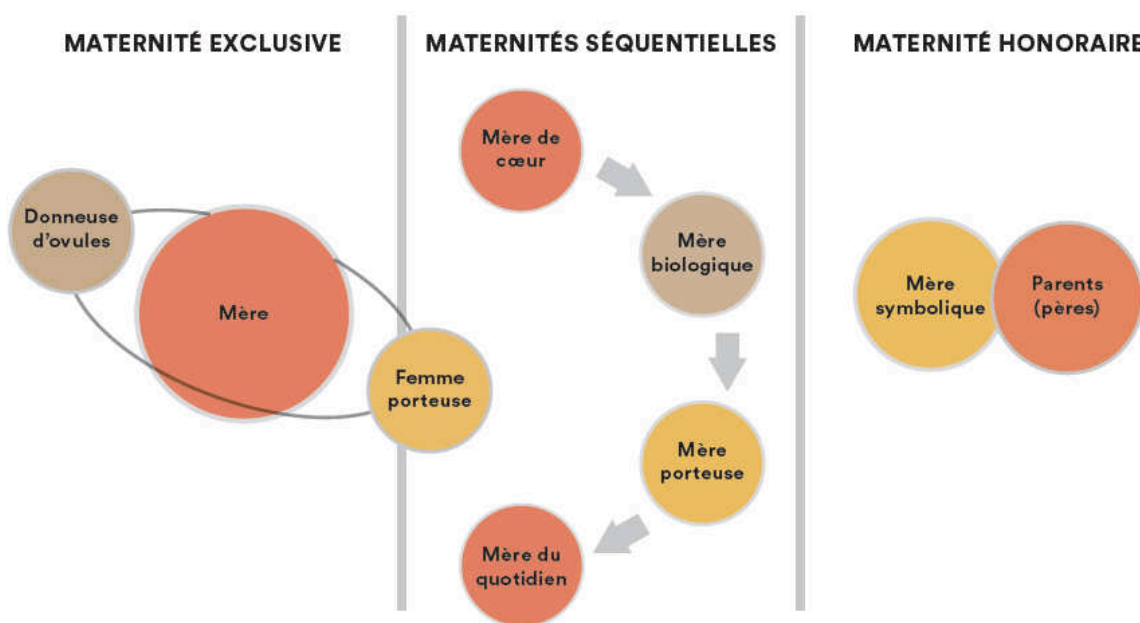 MATERNITÉ EXCLUSIVE
MATERNITÉS SÉQUENTIELLES
MATERNITÉ HONORAIRE
Donneuse
d'ovules
Mère
Femme
porteuse
Mère de
cœur
Mère
biologique
Mère
porteuse
Mère du
quotidien
Mère
symbolique
Parents
(pères)